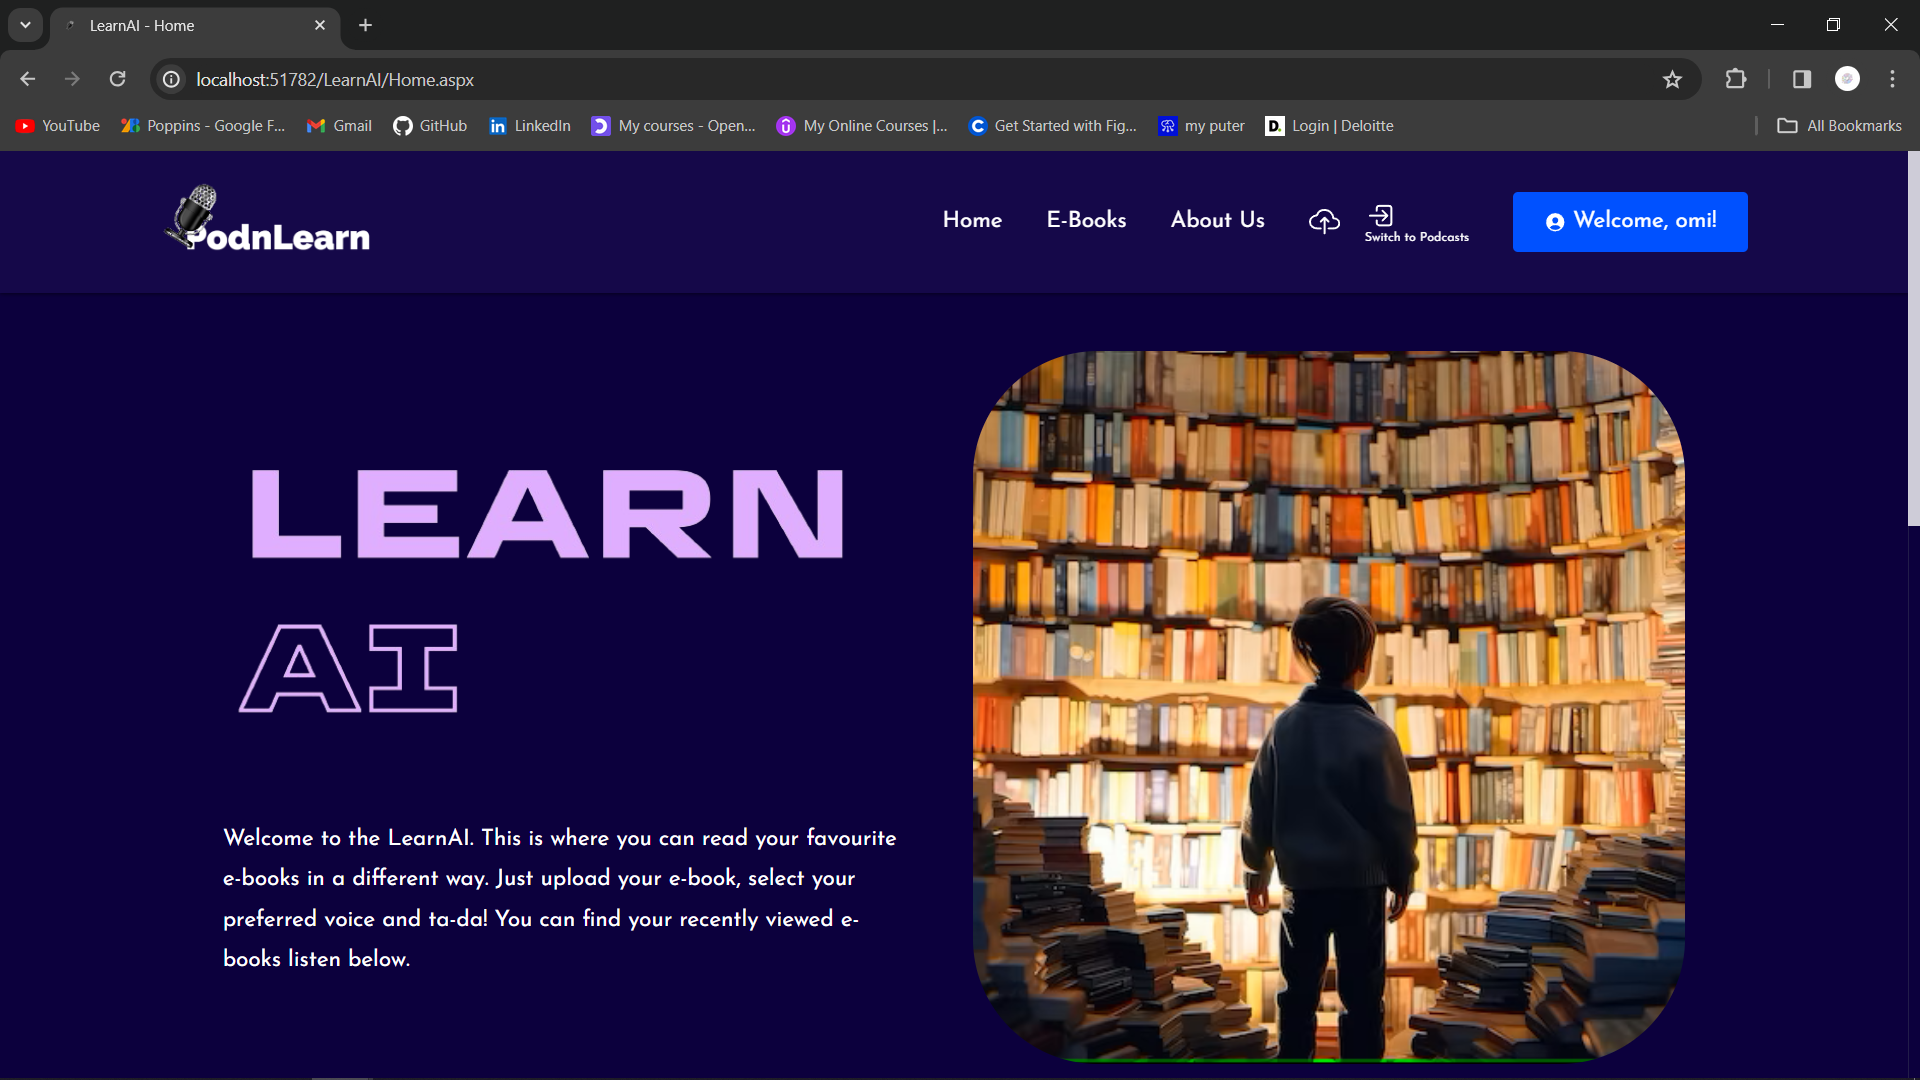 LearnAI - Home
localhost:51782/LearnAI/Home.aspx
YouTube Poppins - Google F... Gmail GitHub LinkedIn My courses - Open... My Online Courses |... Get Started with Fig... my puter Login | Deloitte All Bookmarks
PodnLearn
Home E-Books About Us Switch to Podcasts Welcome, omi!
LEARN
AI
Welcome to the LearnAI. This is where you can read your favourite
e-books in a different way. Just upload your e-book, select your
preferred voice and ta-da! You can find your recently viewed e-
books listen below.